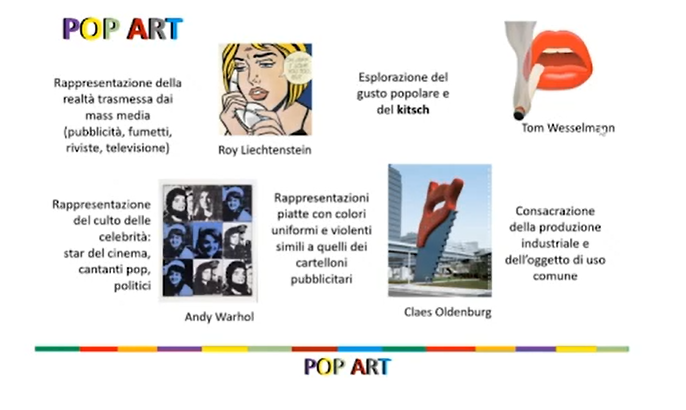 POP ART
Rappresentazione della
realtà trasmessa dai
mass media
(pubblicità, fumetti,
riviste, televisione)
Roy Liechtenstein
Esplorazione del
gusto popolare e
del kitsch
Tom Wesselmann
Rappresentazione
del culto delle
celebrità:
star del cinema,
cantanti pop,
politici
Andy Warhol
Rappresentazioni
piatte con colori
uniformi e violenti
simili a quelli dei
cartelloni
pubblicitari
Claes Oldenburg
Consacrazione
della produzione
industriale e
dell'oggetto di uso
comune
POP ART